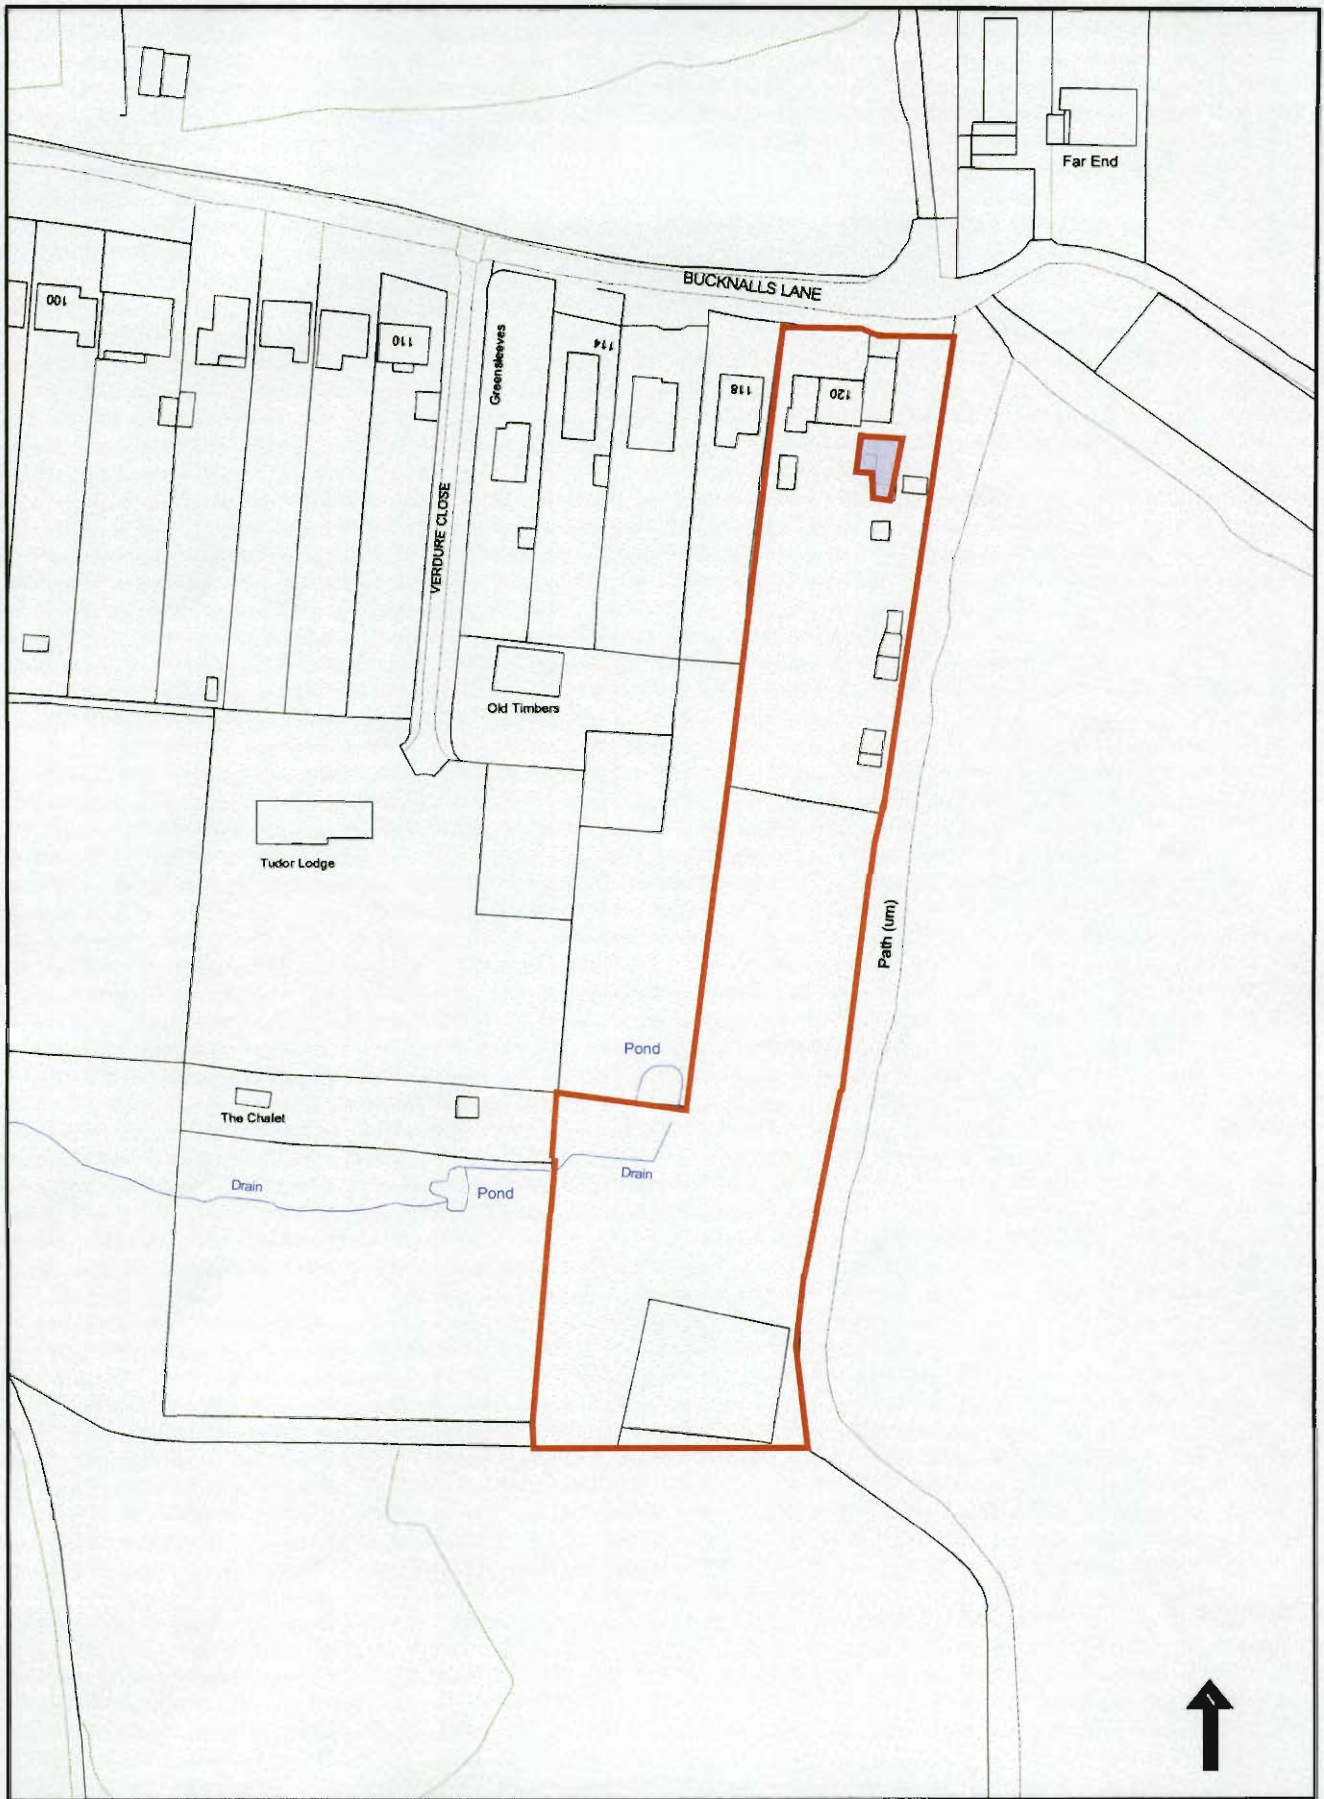 Far End
BUCKNALLS LANE
100
110
Greensleeves
114
118
120
VERDURE CLOSE
Old Timbers
Tudor Lodge
Path (um)
Pond
The Chalet
Drain
Pond
Drain